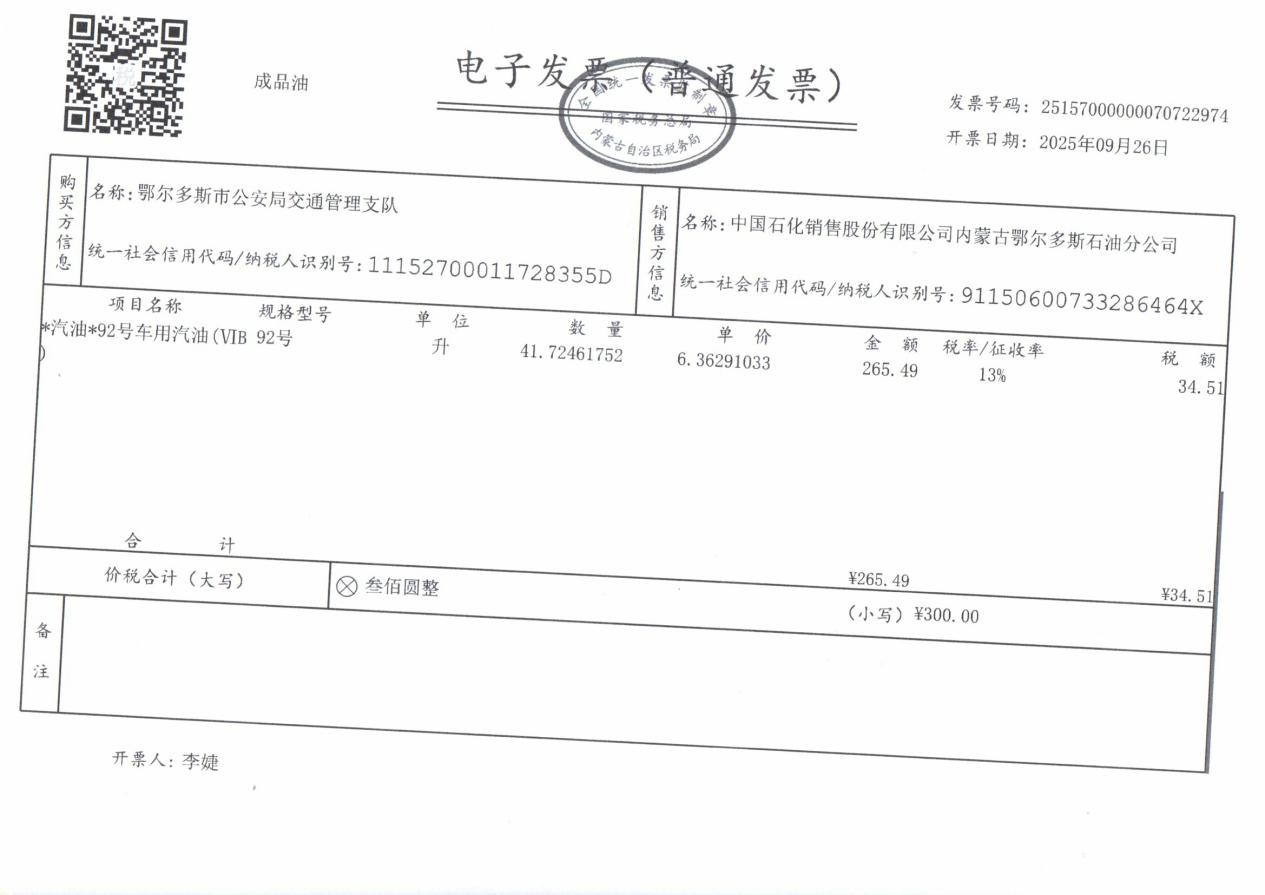 税
成品油
电子发票（普通发票）
全国统一发票监制章
国家税务总局
内蒙古自治区税务局
发票号码：25157000000070722974
开票日期：2025年09月26日
购买方信息
名称：鄂尔多斯市公安局交通管理支队
统一社会信用代码/纳税人识别号：11152700011728355D
销售方信息
名称：中国石化销售股份有限公司内蒙古鄂尔多斯石油分公司
统一社会信用代码/纳税人识别号：91150600733286464X
项目名称 规格型号 单位 数量 单价 金额 税率/征收率 税额
*汽油*92号车用汽油(VIB 92号 升 41.72461752 6.36291033 265.49 13% 34.51
)
合计 ¥265.49 ¥34.51
价税合计（大写） ⊗叁佰圆整 （小写）¥300.00
备注
开票人：李婕